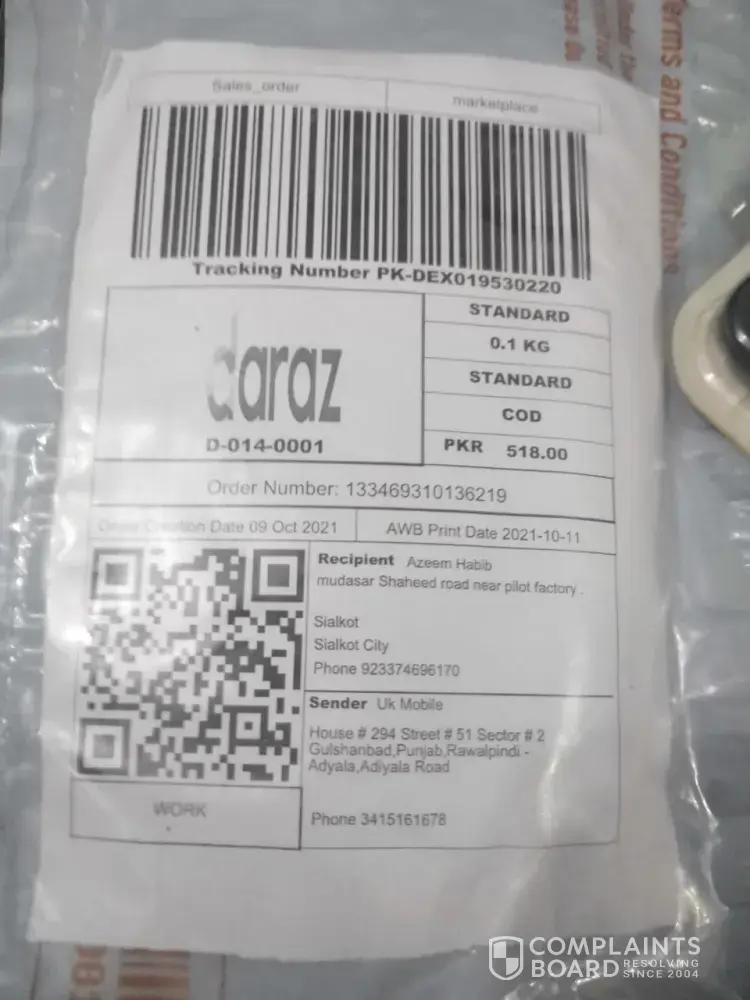 Terms and Conditions
Sales_order
marketplace
Tracking Number PK-DEX019530220
STANDARD
0.1 KG
STANDARD
COD
PKR 518.00
daraz
D-014-0001
Order Number: 133469310136219
Order Creation Date 09 Oct 2021
AWB Print Date 2021-10-11
Recipient Azeem Habib
mudasar Shaheed road near pilot factory .
Sialkot
Sialkot City
Phone 923374696170
Sender Uk Mobile
House # 294 Street # 51 Sector # 2
Gulshanbad,Punjab,Rawalpindi -
Adyala,Adiyala Road
Phone 3415161678
WORK
COMPLAINTS
BOARD RESOLVING
SINCE 2004